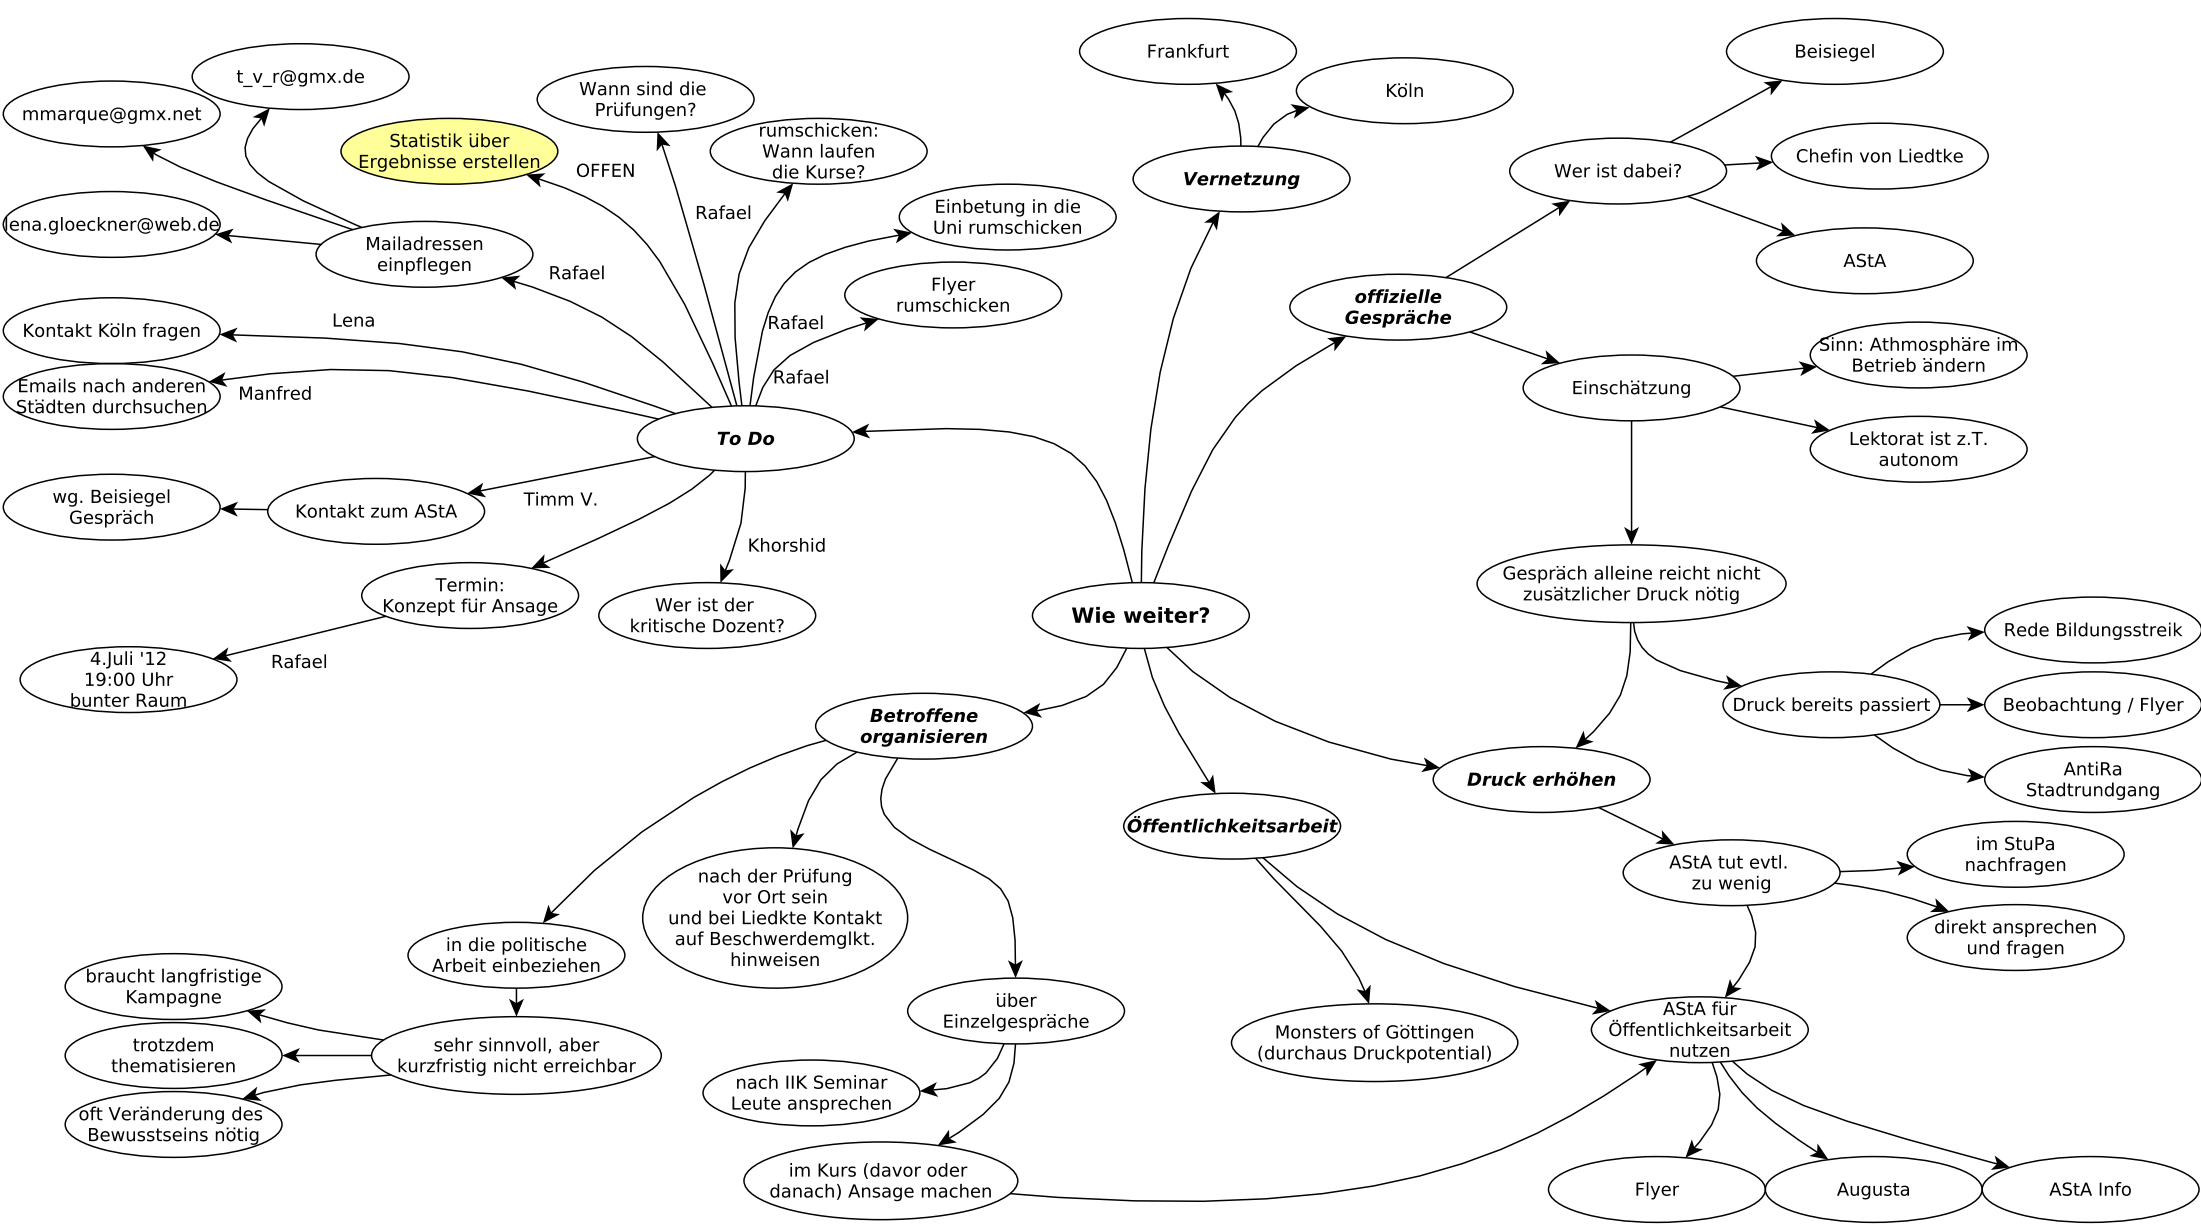 Frankfurt
Köln
Beisiegel
t_v_r@gmx.de
mmarque@gmx.net
Wann sind die
Prüfungen?
Statistik über
Ergebnisse erstellen
OFFEN
rumschicken:
Wann laufen
die Kurse?
Vernetzung
Wer ist dabei?
Chefin von Liedtke
AStA
lena.gloeckner@web.de
Mailadressen
einpflegen
Rafael
Rafael
Einbetung in die
Uni rumschicken
Flyer
rumschicken
Rafael
Rafael
offizielle
Gespräche
Kontakt Köln fragen
Lena
Emails nach anderen
Städten durchsuchen
Manfred
To Do
Einschätzung
Sinn: Athmosphäre im
Betrieb ändern
Lektorat ist z.T.
autonom
wg. Beisiegel
Gespräch
Kontakt zum AStA
Timm V.
Khorshid
Termin:
Konzept für Ansage
Wer ist der
kritische Dozent?
4.Juli '12
19:00 Uhr
bunter Raum
Rafael
Wie weiter?
Gespräch alleine reicht nicht
zusätzlicher Druck nötig
Druck bereits passiert
Rede Bildungsstreik
Beobachtung / Flyer
AntiRa
Stadtrundgang
Betroffene
organisieren
Öffentlichkeitsarbeit
Druck erhöhen
AStA tut evtl.
zu wenig
im StuPa
nachfragen
direkt ansprechen
und fragen
nach der Prüfung
vor Ort sein
und bei Liedkte Kontakt
auf Beschwerdemglkt.
hinweisen
in die politische
Arbeit einbeziehen
braucht langfristige
Kampagne
trotzdem
thematisieren
oft Veränderung des
Bewusstseins nötig
sehr sinnvoll, aber
kurzfristig nicht erreichbar
über
Einzelgespräche
nach IIK Seminar
Leute ansprechen
im Kurs (davor oder
danach) Ansage machen
Monsters of Göttingen
(durchaus Druckpotential)
AStA für
Öffentlichkeitsarbeit
nutzen
Flyer
Augusta
AStA Info